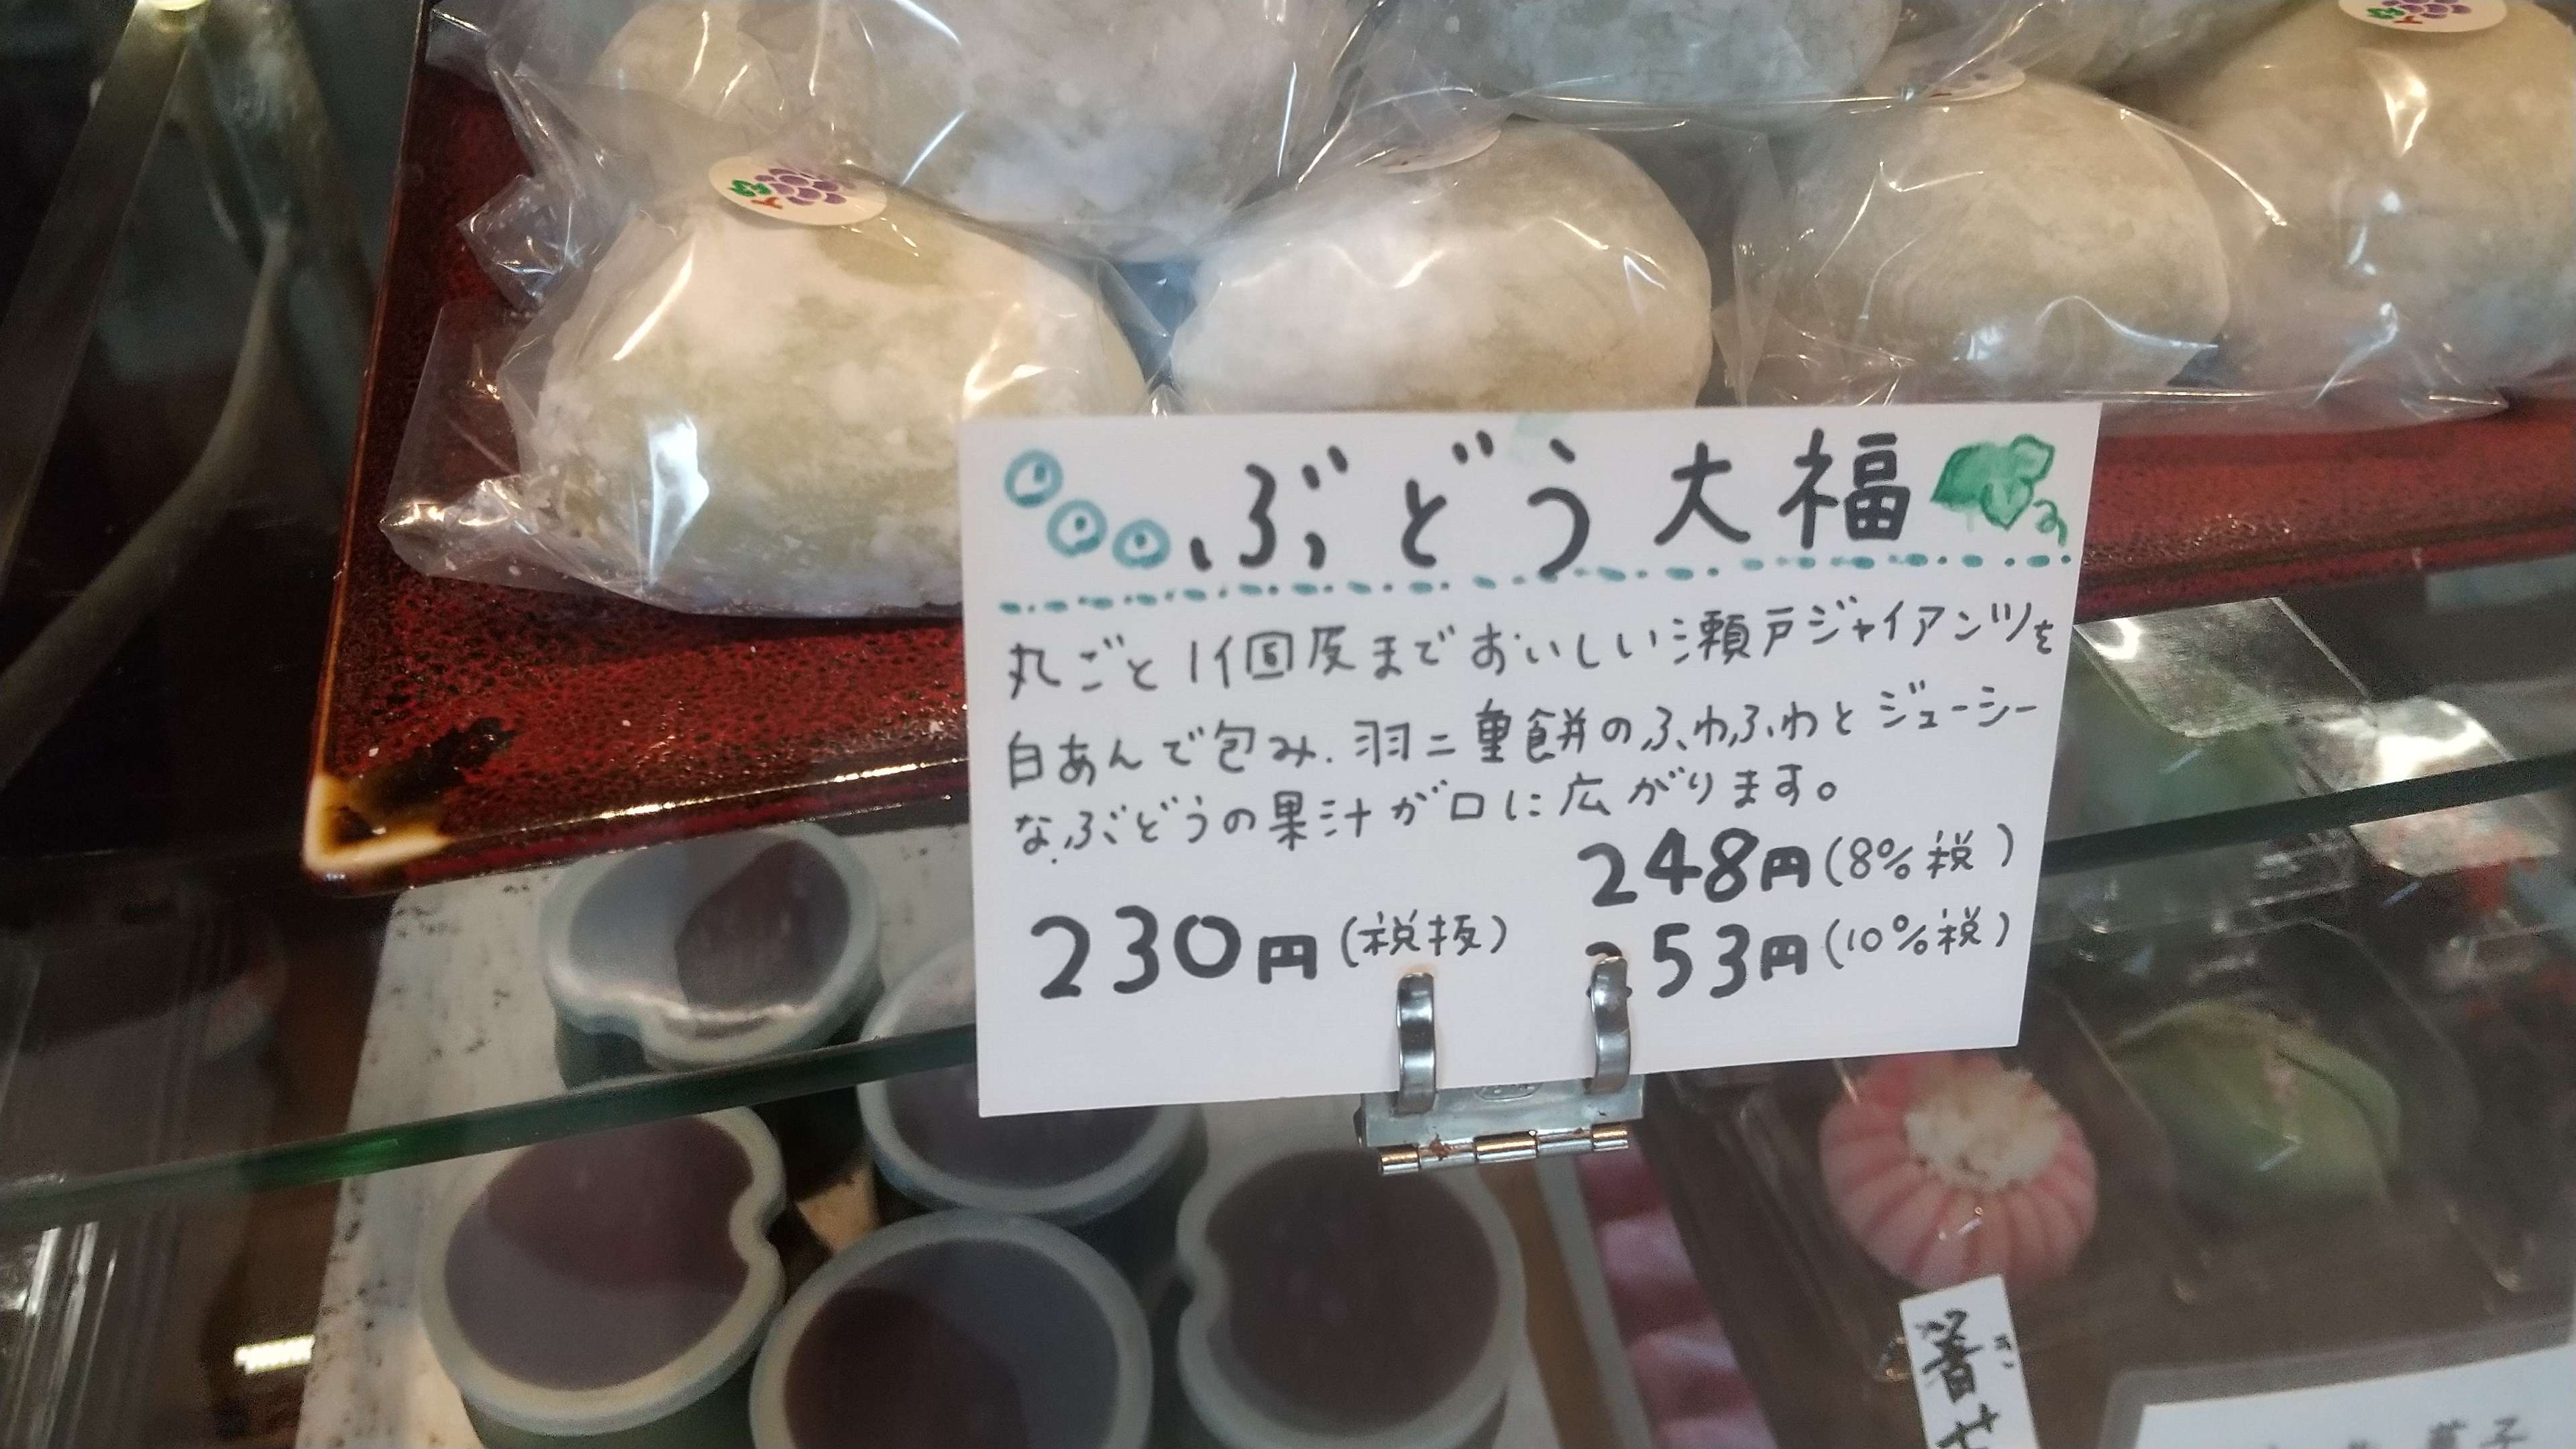 ぶどう大福
丸ごと1個皮までおいしい瀬戸ジャイアンツを
白あんで包み.羽二重餅のふわふわとジューシー
なぶどうの果汁が口に広がります。
248円(8%税)
230円(税抜)
253円(10%税)
菓子